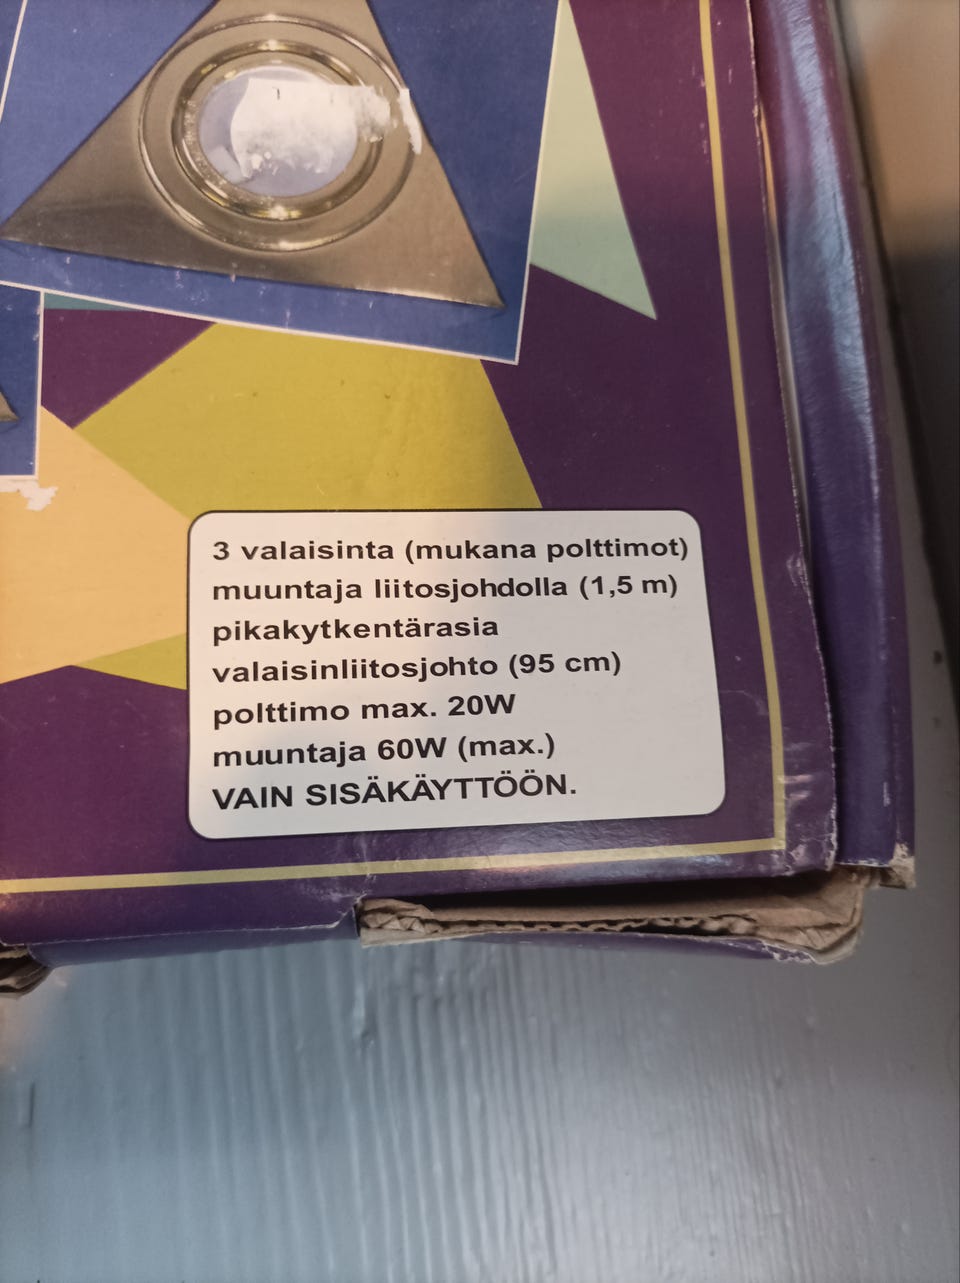 3 valaisinta (mukana polttimot)
muuntaja liitosjohdolla (1,5 m)
pikakytkentärasia
valaisinliitosjohto (95 cm)
polttimo max. 20W
muuntaja 60W (max.)
VAIN SISÄKÄYTTÖÖN.